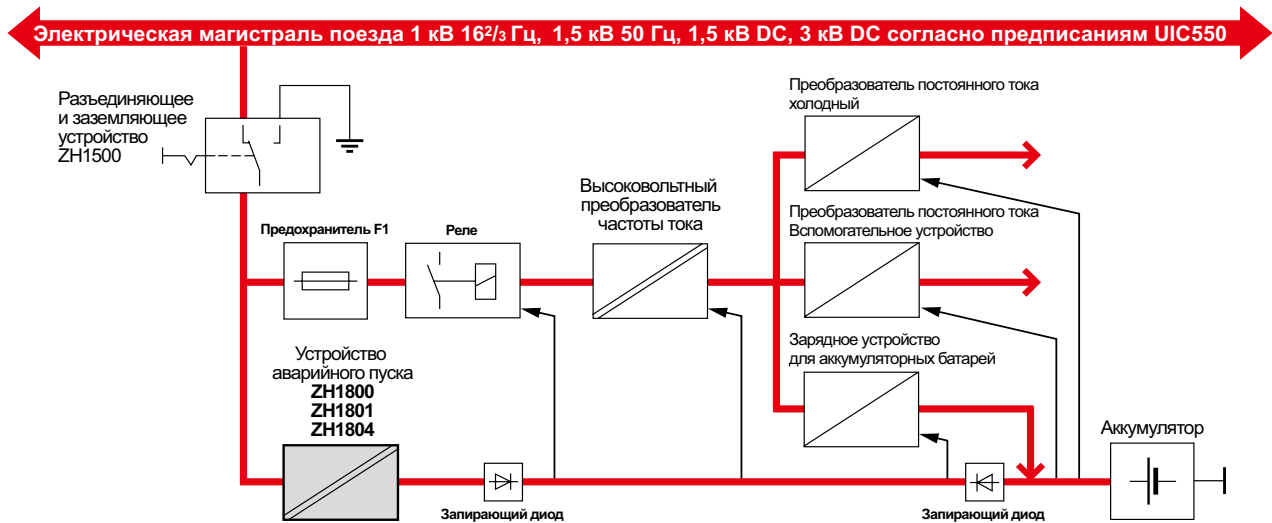 Электрическая магистраль поезда 1 кВ 16²/₃ Гц, 1,5 кВ 50 Гц, 1,5 кВ DC, 3 кВ DC согласно предписаниям UIC550
Разъединяющее
и заземляющее
устройство
ZH1500
Преобразователь постоянного тока
холодный
Высоковольтный
преобразователь
частоты тока
Предохранитель F1
Реле
Преобразователь постоянного тока
Вспомогательное устройство
Устройство
аварийного пуска
ZH1800
ZH1801
ZH1804
Зарядное устройство
для аккумуляторных батарей
Аккумулятор
Запирающий диод
Запирающий диод